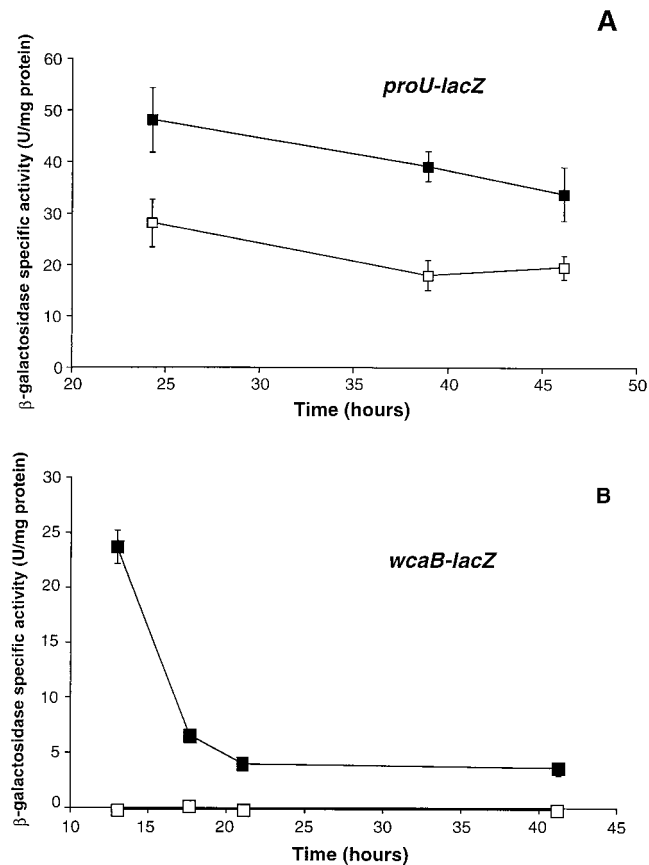 A
proU-lacZ
β-galactosidase specific activity (U/mg protein)
60
50
40
30
20
10
0
20 25 30 35 40 45 50
Time (hours)
B
wcaB-lacZ
β-galactosidase specific activity (U/mg protein)
30
25
20
15
10
5
0
10 15 20 25 30 35 40 45
Time (hours)